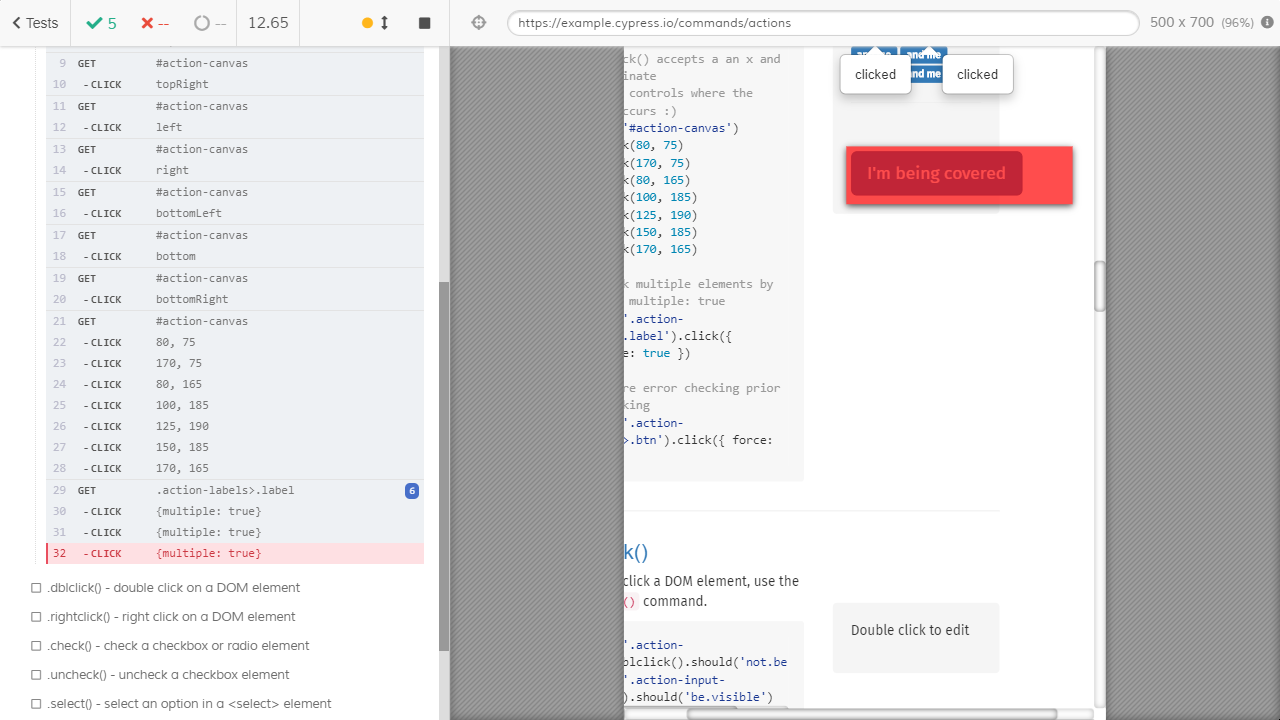 Tests
5
--
--
12.65
https://example.cypress.io/commands/actions
500 x 700 (96%)
9 GET #action-canvas
10 -CLICK topRight
11 GET #action-canvas
12 -CLICK left
13 GET #action-canvas
14 -CLICK right
15 GET #action-canvas
16 -CLICK bottomLeft
17 GET #action-canvas
18 -CLICK bottom
19 GET #action-canvas
20 -CLICK bottomRight
21 GET #action-canvas
22 -CLICK 80, 75
23 -CLICK 170, 75
24 -CLICK 80, 165
25 -CLICK 100, 185
26 -CLICK 125, 190
27 -CLICK 150, 185
28 -CLICK 170, 165
29 GET .action-labels>.label 6
30 -CLICK {multiple: true}
31 -CLICK {multiple: true}
32 -CLICK {multiple: true}
.dblclick() - double click on a DOM element
.rightclick() - right click on a DOM element
.check() - check a checkbox or radio element
.uncheck() - uncheck a checkbox element
.select() - select an option in a <select> element
ck() accepts a an x and
inate
controls where the
ccurs :)
'#action-canvas')
k(80, 75)
k(170, 75)
k(80, 165)
k(100, 185)
k(125, 190)
k(150, 185)
k(170, 165)
k multiple elements by
multiple: true
'.action-
.label').click({
e: true })
re error checking prior
king
'.action-
>.btn').click({ force:
k()
click a DOM element, use the
() command.
'.action-
blclick().should('not.be
'.action-input-
).should('be.visible')
and me
clicked
nd me
clicked
I'm being covered
Double click to edit